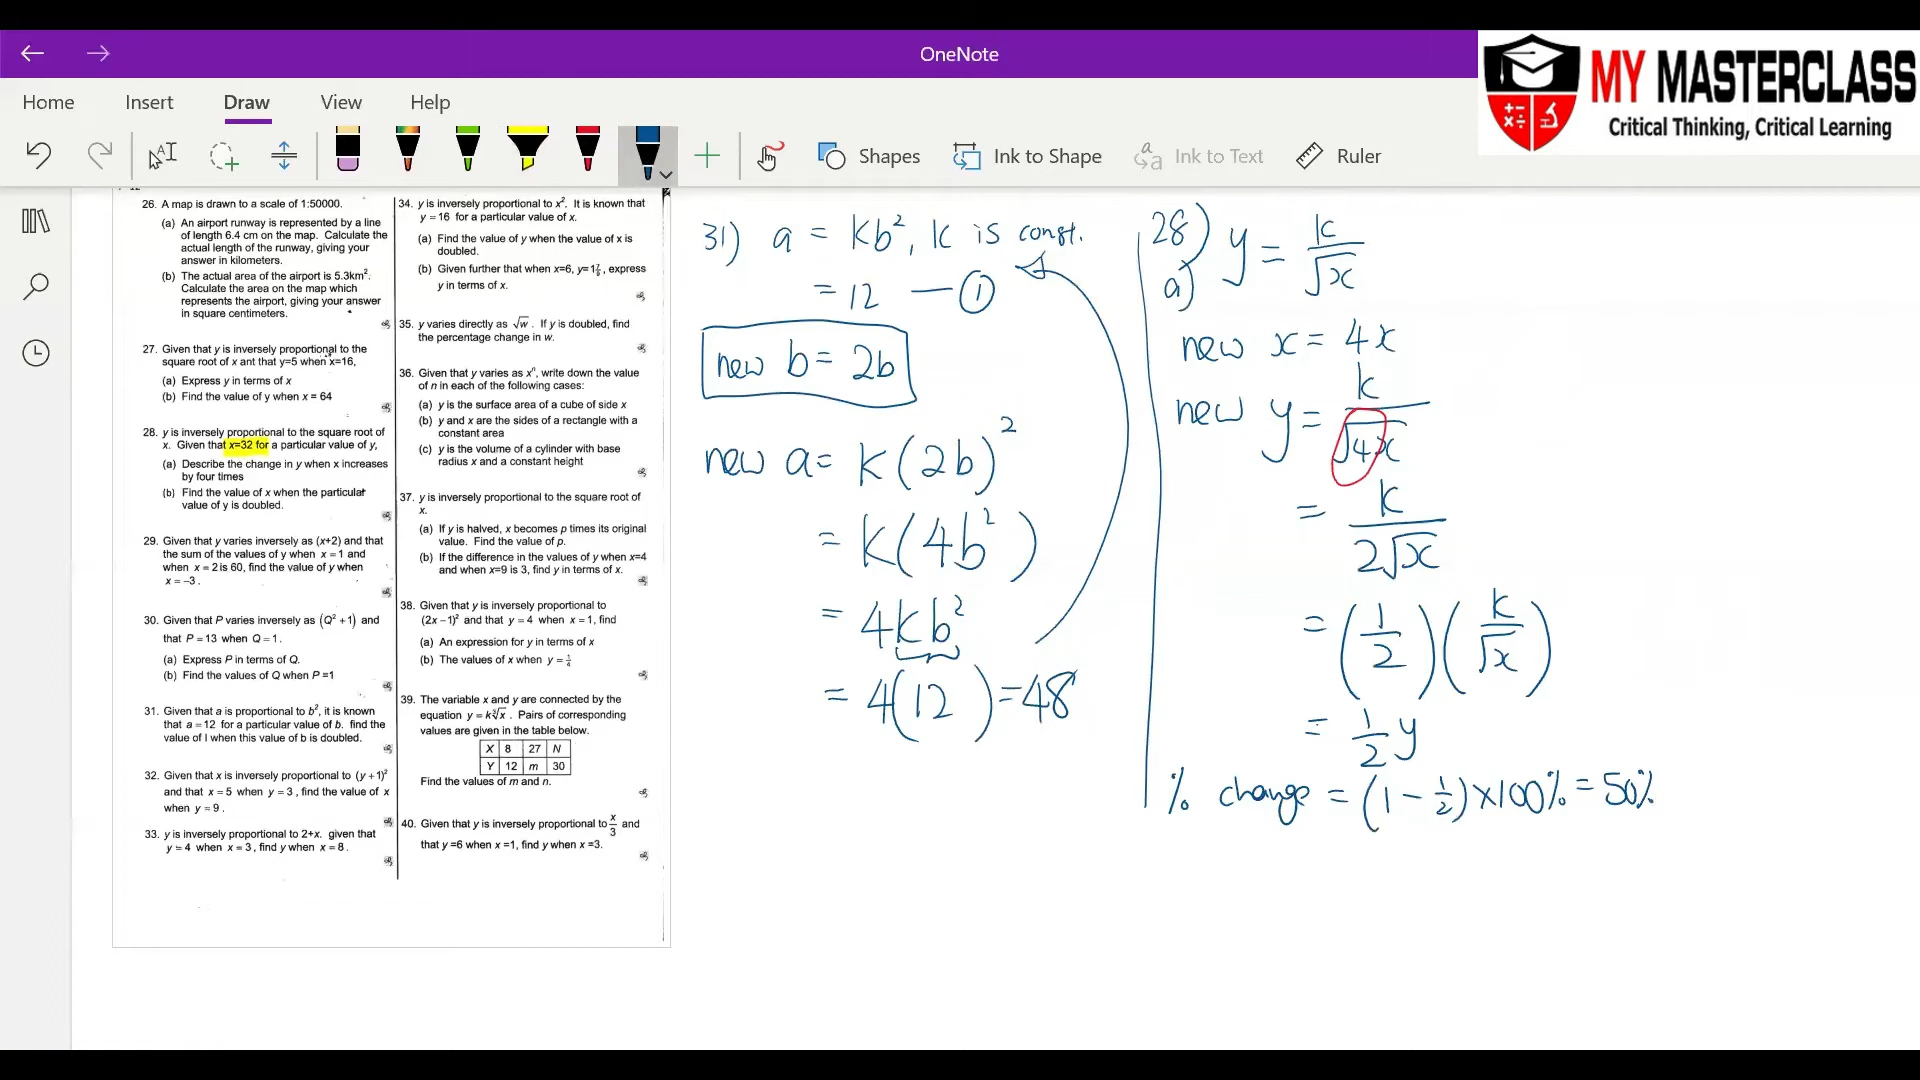 OneNote
MY MASTERCLASS
Critical Thinking, Critical Learning
Home Insert Draw View Help
Shapes Ink to Shape Ink to Text Ruler
26. A map is drawn to a scale of 1:50000.
(a) An airport runway is represented by a line
of length 6.4 cm on the map. Calculate the
actual length of the runway, giving your
answer in kilometers.
(b) The actual area of the airport is 5.3km².
Calculate the area on the map which
represents the airport, giving your answer
in square centimeters.
27. Given that y is inversely proportional to the
square root of x ant that y=5 when x=16,
(a) Express y in terms of x
(b) Find the value of y when x = 64
28. y is inversely proportional to the square root of
x. Given that x=32 for a particular value of y,
(a) Describe the change in y when x increases
by four times
(b) Find the value of x when the particular
value of y is doubled.
29. Given that y varies inversely as (x+2) and that
the sum of the values of y when x = 1 and
when x = 2 is 60, find the value of y when
x = −3.
30. Given that P varies inversely as (Q² + 1) and
that P = 13 when Q = 1.
(a) Express P in terms of Q.
(b) Find the values of Q when P =1
31. Given that a is proportional to b², it is known
that a = 12 for a particular value of b. find the
value of I when this value of b is doubled.
32. Given that x is inversely proportional to (y + 1)²
and that x = 5 when y = 3, find the value of x
when y = 9.
33. y is inversely proportional to 2+x. given that
y = 4 when x = 3, find y when x = 8.
34. y is inversely proportional to x². It is known that
y = 16 for a particular value of x.
(a) Find the value of y when the value of x is
doubled.
(b) Given further that when x=6, express
y in terms of x.
35. y varies directly as √w. If y is doubled, find
the percentage change in w.
36. Given that y varies as xⁿ, write down the value
of n in each of the following cases:
(a) y is the surface area of a cube of side x
(b) y and x are the sides of a rectangle with a
constant area
(c) y is the volume of a cylinder with base
radius x and a constant height
37. y is inversely proportional to the square root of
x.
(a) If y is halved, x becomes p times its original
value. Find the value of p.
(b) If the difference in the values of y when x=4
and when x=9 is 3, find y in terms of x.
38. Given that y is inversely proportional to
(2x − 1)² and that y = 4 when x = 1, find
(a) An expression for y in terms of x
(b) The values of x when y = 1/4
39. The variable x and y are connected by the
equation y = k∛x. Pairs of corresponding
values are given in the table below.
X 8 27 N
Y 12 m 30
Find the values of m and n.
40. Given that y is inversely proportional to x/3 and
that y =6 when x =1, find y when x =3.
31) a = kb², k is const.
= 12 — ①
new b = 2b
new a = k(2b)²
= k(4b²)
= 4kb²
= 4(12) = 48
28) y = k/√x
a)
new x = 4x
new y = k/√4x
= k/2√x
= (1/2)(k/√x)
= 1/2 y
% change = (1 − 1/2) × 100% = 50%